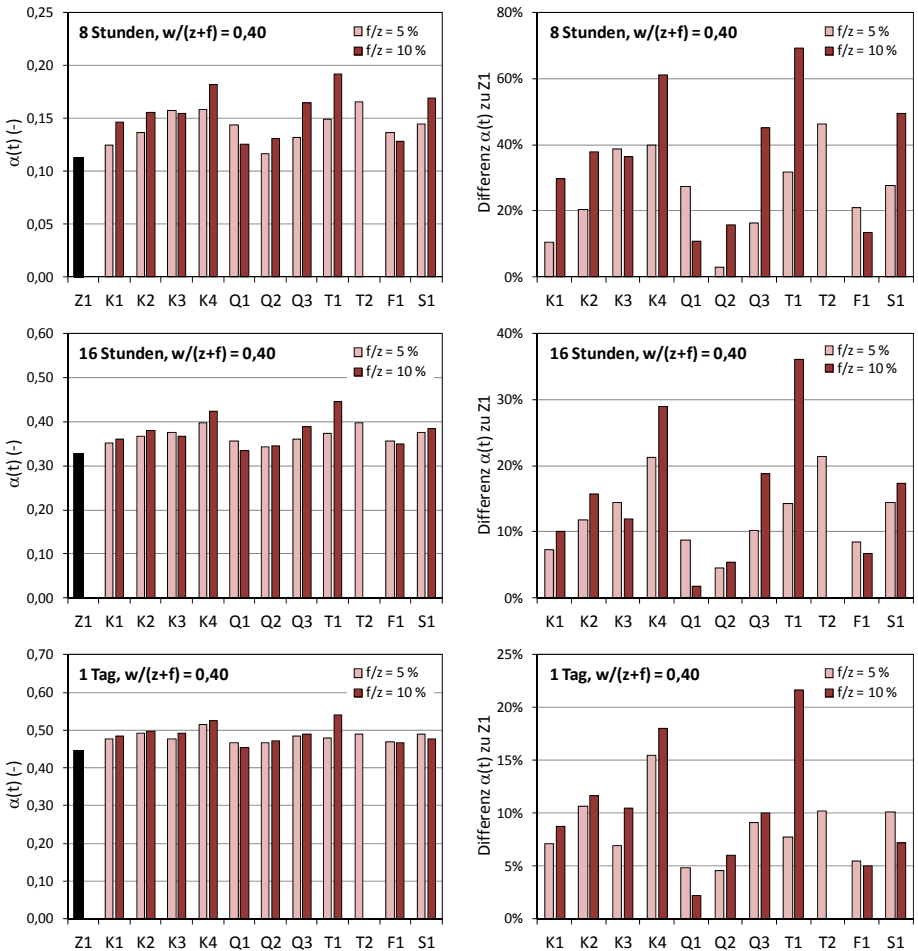 8 Stunden, w/(z+f) = 0,40
f/z = 5 %
f/z = 10 %
α(t) (-)
0,25
0,20
0,15
0,10
0,05
0,00
Z1 K1 K2 K3 K4 Q1 Q2 Q3 T1 T2 F1 S1
8 Stunden, w/(z+f) = 0,40
f/z = 5 %
f/z = 10 %
Differenz α(t) zu Z1
80%
60%
40%
20%
0%
K1 K2 K3 K4 Q1 Q2 Q3 T1 T2 F1 S1
16 Stunden, w/(z+f) = 0,40
f/z = 5 %
f/z = 10 %
α(t) (-)
0,60
0,50
0,40
0,30
0,20
0,10
0,00
Z1 K1 K2 K3 K4 Q1 Q2 Q3 T1 T2 F1 S1
16 Stunden, w/(z+f) = 0,40
f/z = 5 %
f/z = 10 %
Differenz α(t) zu Z1
40%
30%
20%
10%
0%
K1 K2 K3 K4 Q1 Q2 Q3 T1 T2 F1 S1
1 Tag, w/(z+f) = 0,40
f/z = 5 %
f/z = 10 %
α(t) (-)
0,70
0,60
0,50
0,40
0,30
0,20
0,10
0,00
Z1 K1 K2 K3 K4 Q1 Q2 Q3 T1 T2 F1 S1
1 Tag, w/(z+f) = 0,40
f/z = 5 %
f/z = 10 %
Differenz α(t) zu Z1
25%
20%
15%
10%
5%
0%
K1 K2 K3 K4 Q1 Q2 Q3 T1 T2 F1 S1